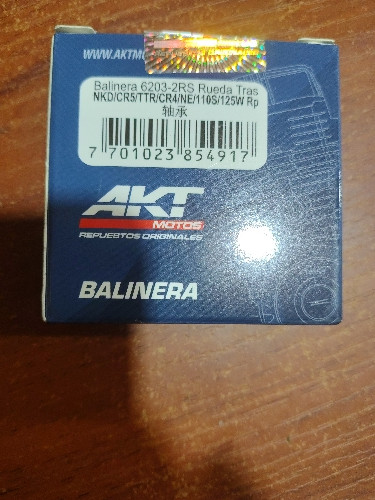 WWW.AKTMO
Balinera 6203-2RS Rueda Tras
NKD/CR5/TTR/CR4/NE/110S/125W Rp
轴承
7 701023 854917
AKT
MOTOS
REPUESTOS ORIGINALES
BALINERA